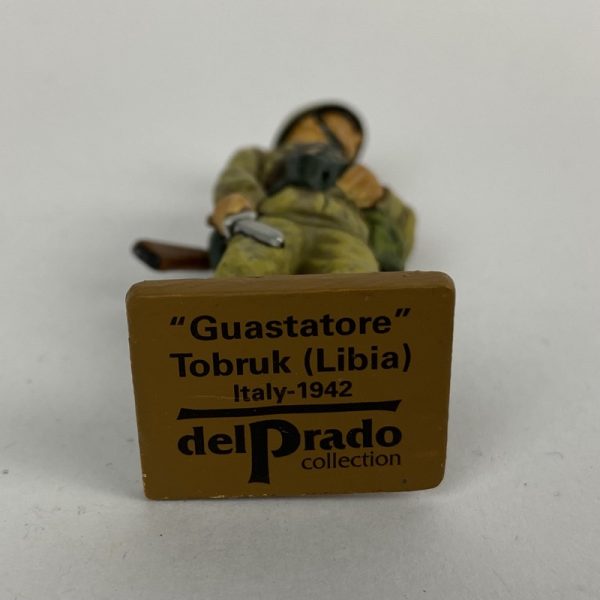 "Guastatore"
Tobruk (Libia)
Italy-1942
delPrado
collection